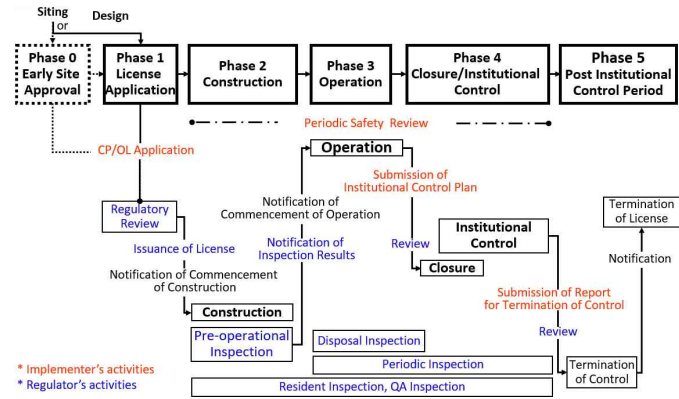 Siting
or
Design
Phase 0
Early Site
Approval
Phase 1
License
Application
Phase 2
Construction
Phase 3
Operation
Phase 4
Closure/Institutional
Control
Phase 5
Post Institutional
Control Period
Periodic Safety Review
CP/OL Application
Operation
Submission of
Institutional Control Plan
Regulatory
Review
Notification of
Commencement of Operation
Termination
of License
Issuance of License
Notification of
Inspection Results
Review
Institutional
Control
Notification of Commencement
of Construction
Closure
Notification
Construction
Submission of Report
for Termination of Control
Pre-operational
Inspection
Disposal Inspection
Review
Periodic Inspection
Termination
of Control
* Implementer's activities
* Regulator's activities
Resident Inspection, QA Inspection